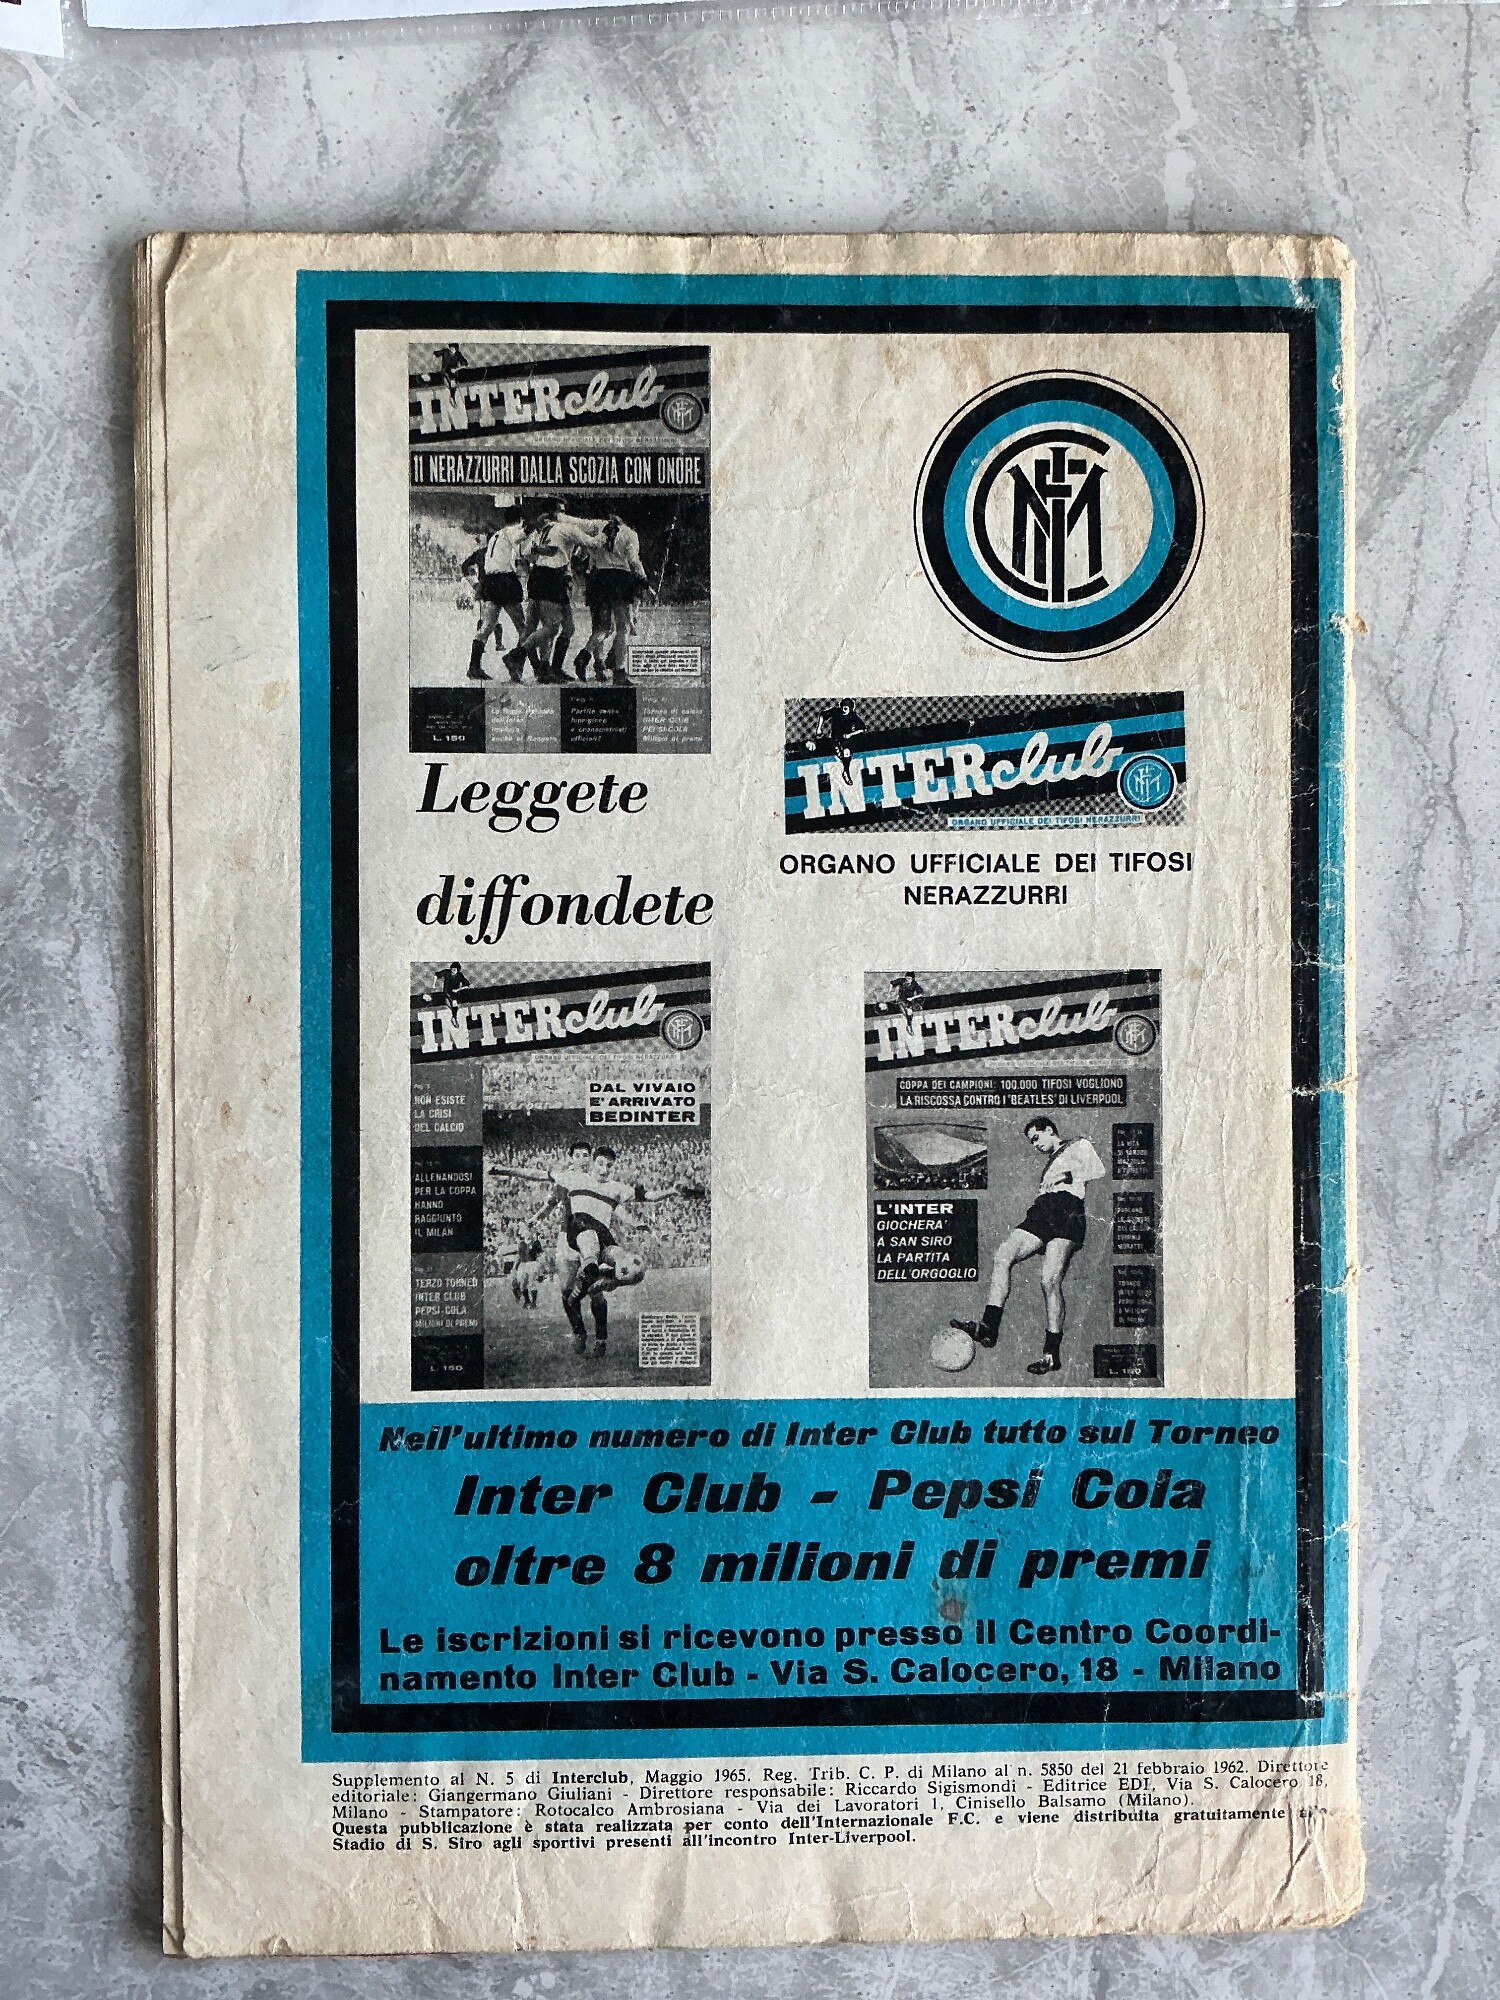 INTERclub
11 NERAZZURRI DALLA SCOZIA CON ONORE
L. 150
Leggete
diffondete
INTERclub
ORGANO UFFICIALE DEI TIFOSI NERAZZURRI
ORGANO UFFICIALE DEI TIFOSI
NERAZZURRI
INTERclub
ORGANO UFFICIALE DEI TIFOSI NERAZZURRI
DAL VIVAIO
E' ARRIVATO
BEDINTER
NON ESISTE
LA CRISI
DEL CALCIO
ALLENANDOSI
PER LA COPPA
HANNO
RAGGIUNTO
IL MILAN
TERZO TORNEO
INTER CLUB
PEPSI-COLA
MILIONI DI PREMI
L. 150
INTERclub
COPPA DEI CAMPIONI: 100.000 TIFOSI VOGLIONO
LA RISCOSSA CONTRO I "BEATLES" DI LIVERPOOL
L'INTER
GIOCHERA'
A SAN SIRO
LA PARTITA
DELL'ORGOGLIO
L. 150
Nell'ultimo numero di Inter Club tutto sul Torneo
Inter Club - Pepsi Cola
oltre 8 milioni di premi
Le iscrizioni si ricevono presso il Centro Coordi-
namento Inter Club - Via S. Calocero, 18 - Milano
Supplemento al N. 5 di Interclub, Maggio 1965. Reg. Trib. C. P. di Milano al n. 5850 del 21 febbraio 1962. Direttore
editoriale: Giangermano Giuliani - Direttore responsabile: Riccardo Sigismondi - Editrice EDI, Via S. Calocero 18,
Milano - Stampatore: Rotocalco Ambrosiana - Via dei Lavoratori 1, Cinisello Balsamo (Milano).
Questa pubblicazione è stata realizzata per conto dell'Internazionale F.C. e viene distribuita gratuitamente allo
Stadio di S. Siro agli sportivi presenti all'incontro Inter-Liverpool.